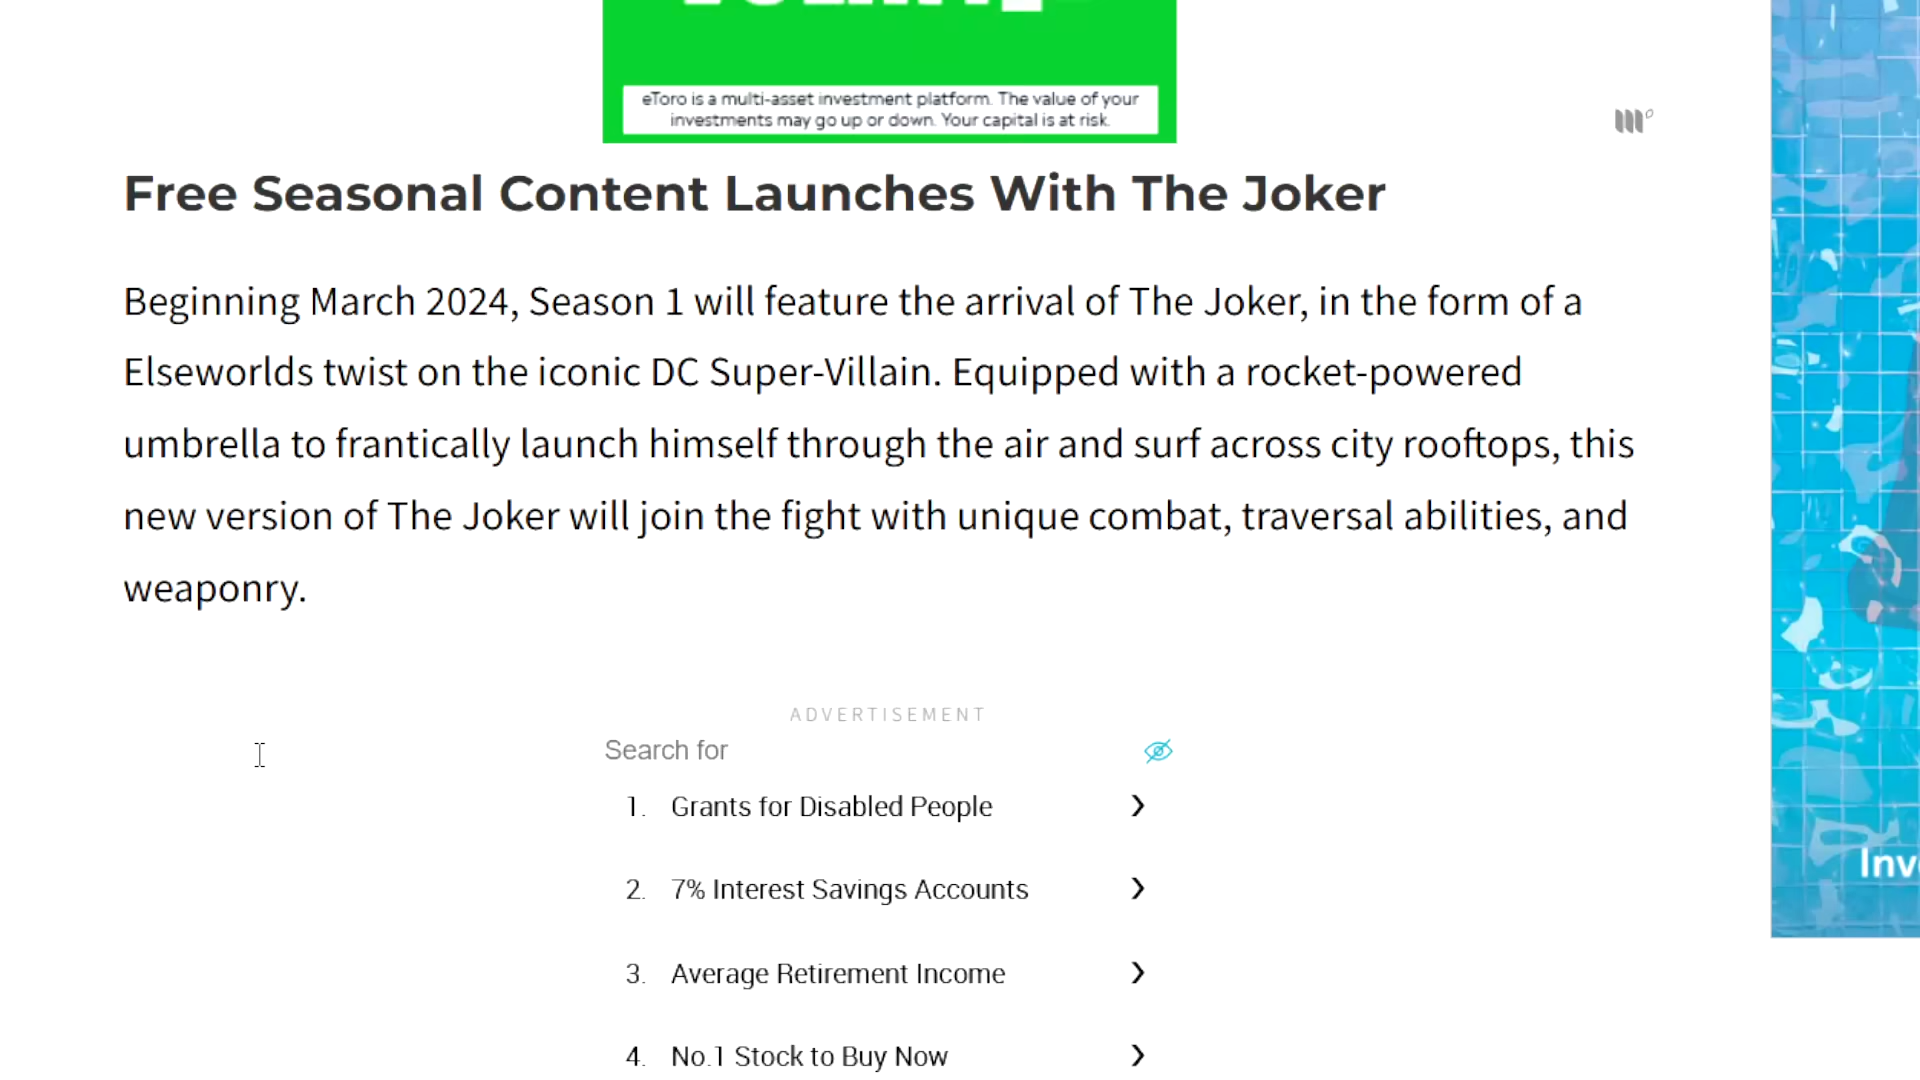 eToro is a multi-asset investment platform. The value of your
investments may go up or down. Your capital is at risk.
Free Seasonal Content Launches With The Joker
Beginning March 2024, Season 1 will feature the arrival of The Joker, in the form of a
Elseworlds twist on the iconic DC Super-Villain. Equipped with a rocket-powered
umbrella to frantically launch himself through the air and surf across city rooftops, this
new version of The Joker will join the fight with unique combat, traversal abilities, and
weaponry.
ADVERTISEMENT
Search for
1. Grants for Disabled People
2. 7% Interest Savings Accounts
3. Average Retirement Income
4. No.1 Stock to Buy Now